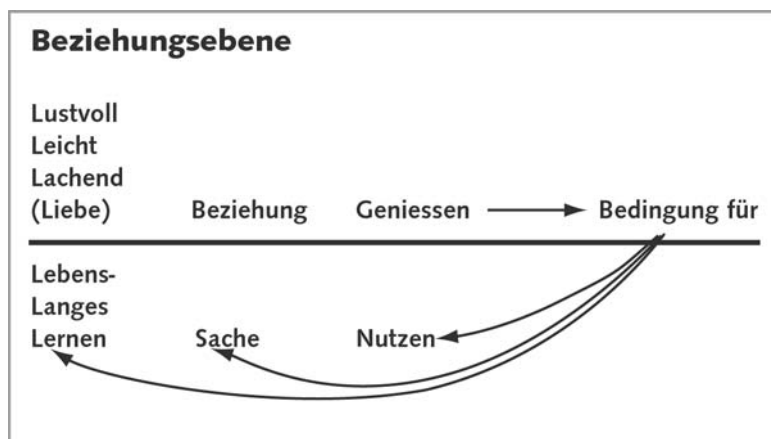 Beziehungsebene
Lustvoll
Leicht
Lachend
(Liebe) Beziehung Geniessen Bedingung für
Lebens-
Langes
Lernen Sache Nutzen